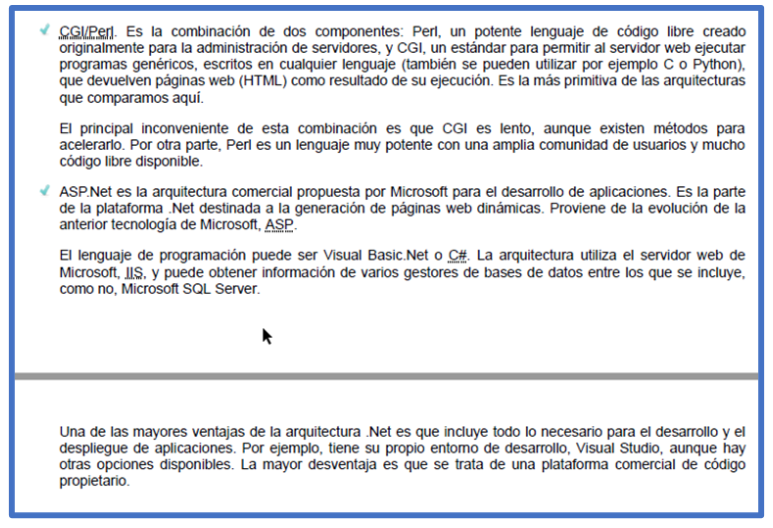 CGI/Perl. Es la combinación de dos componentes: Perl, un potente lenguaje de código libre creado
originalmente para la administración de servidores, y CGI, un estándar para permitir al servidor web ejecutar
programas genéricos, escritos en cualquier lenguaje (también se pueden utilizar por ejemplo C o Python),
que devuelven páginas web (HTML) como resultado de su ejecución. Es la más primitiva de las arquitecturas
que comparamos aquí.
El principal inconveniente de esta combinación es que CGI es lento, aunque existen métodos para
acelerarlo. Por otra parte, Perl es un lenguaje muy potente con una amplia comunidad de usuarios y mucho
código libre disponible.
ASP.Net es la arquitectura comercial propuesta por Microsoft para el desarrollo de aplicaciones. Es la parte
de la plataforma .Net destinada a la generación de páginas web dinámicas. Proviene de la evolución de la
anterior tecnología de Microsoft, ASP.
El lenguaje de programación puede ser Visual Basic.Net o C#. La arquitectura utiliza el servidor web de
Microsoft, IIS, y puede obtener información de varios gestores de bases de datos entre los que se incluye,
como no, Microsoft SQL Server.
Una de las mayores ventajas de la arquitectura .Net es que incluye todo lo necesario para el desarrollo y el
despliegue de aplicaciones. Por ejemplo, tiene su propio entorno de desarrollo, Visual Studio, aunque hay
otras opciones disponibles. La mayor desventaja es que se trata de una plataforma comercial de código
propietario.